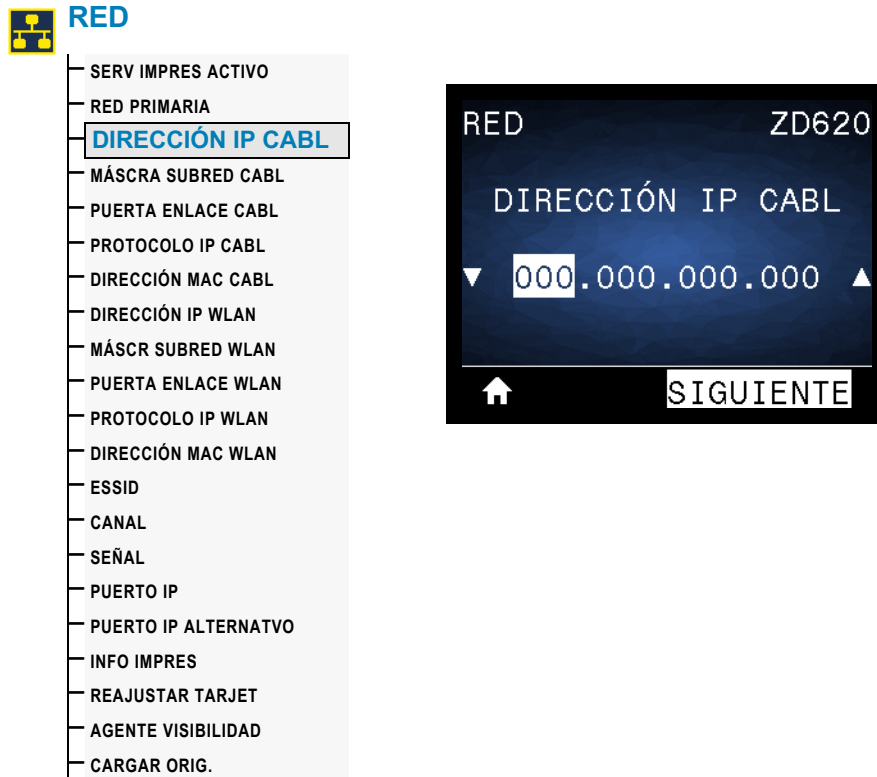 RED
SERV IMPRES ACTIVO
RED PRIMARIA
DIRECCIÓN IP CABL
MÁSCRA SUBRED CABL
PUERTA ENLACE CABL
PROTOCOLO IP CABL
DIRECCIÓN MAC CABL
DIRECCIÓN IP WLAN
MÁSCR SUBRED WLAN
PUERTA ENLACE WLAN
PROTOCOLO IP WLAN
DIRECCIÓN MAC WLAN
ESSID
CANAL
SEÑAL
PUERTO IP
PUERTO IP ALTERNATVO
INFO IMPRES
REAJUSTAR TARJET
AGENTE VISIBILIDAD
CARGAR ORIG.
RED ZD620
DIRECCIÓN IP CABL
▼ 000.000.000.000 ▲
SIGUIENTE